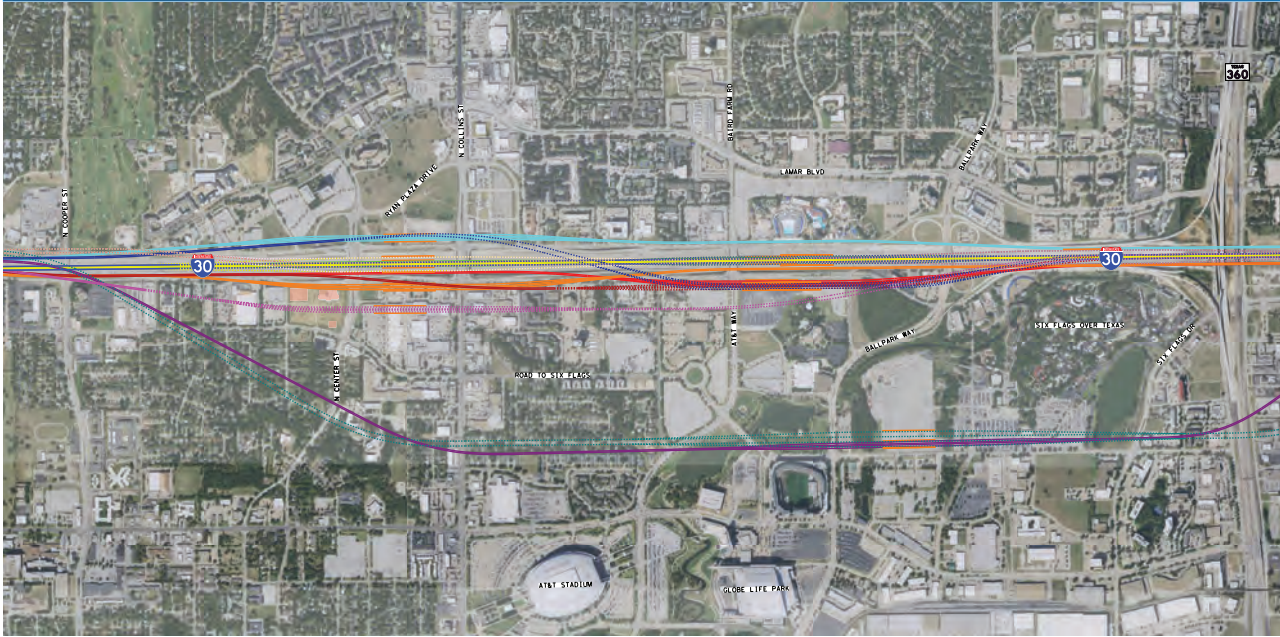 TEXAS
360
BAIRD FARM RD
N COLLINS ST
BALLPARK WAY
LAMAR BLVD
RYAN PLAZA DRIVE
N COOPER ST
30
30
AT&T WAY
SIX FLAGS OVER TEXAS
BALLPARK WAY
SIX FLAGS DR
N CENTER ST
ROAD TO SIX FLAGS
AT&T STADIUM
GLOBE LIFE PARK